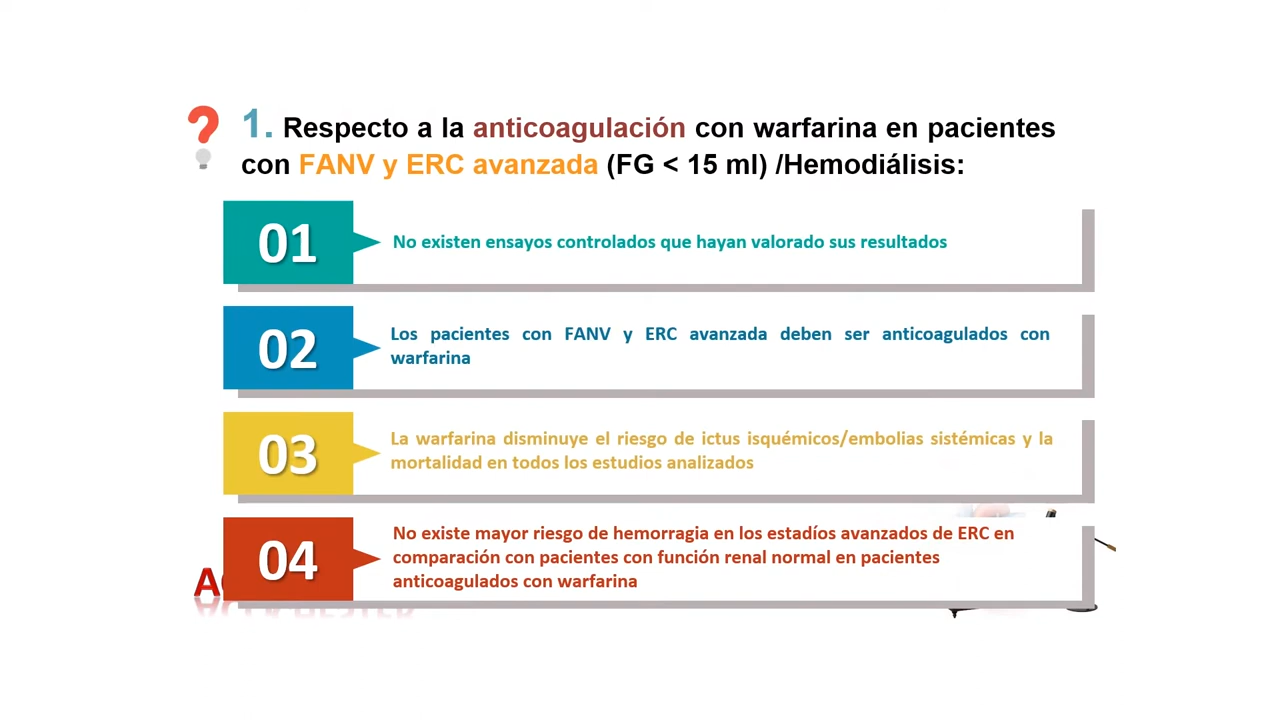 1. Respecto a la anticoagulación con warfarina en pacientes
con FANV y ERC avanzada (FG < 15 ml) /Hemodiálisis:
01
No existen ensayos controlados que hayan valorado sus resultados
02
Los pacientes con FANV y ERC avanzada deben ser anticoagulados con
warfarina
03
La warfarina disminuye el riesgo de ictus isquémicos/embolias sistémicas y la
mortalidad en todos los estudios analizados
04
No existe mayor riesgo de hemorragia en los estadíos avanzados de ERC en
comparación con pacientes con función renal normal en pacientes
anticoagulados con warfarina